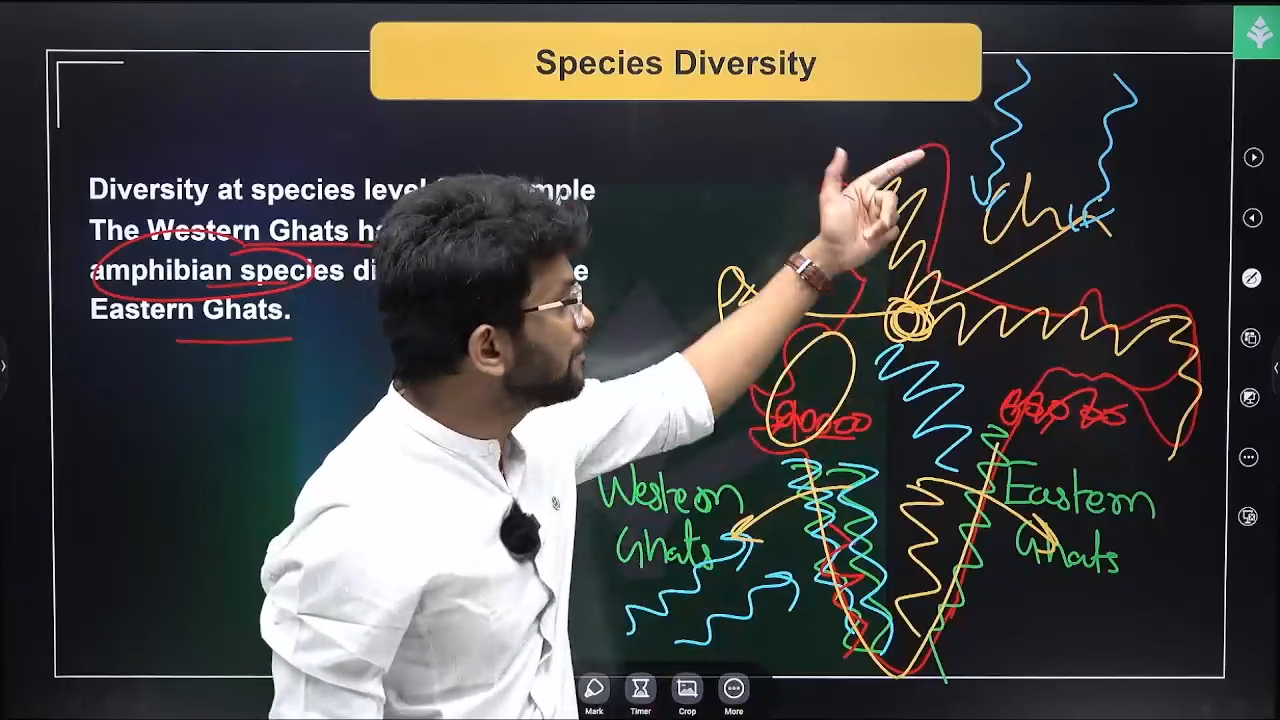 Species Diversity
Diversity at species level
The Western Ghats
amphibian species
Eastern Ghats.
Western
Ghats
Eastern
Ghats
Mark
Timer
Crop
More